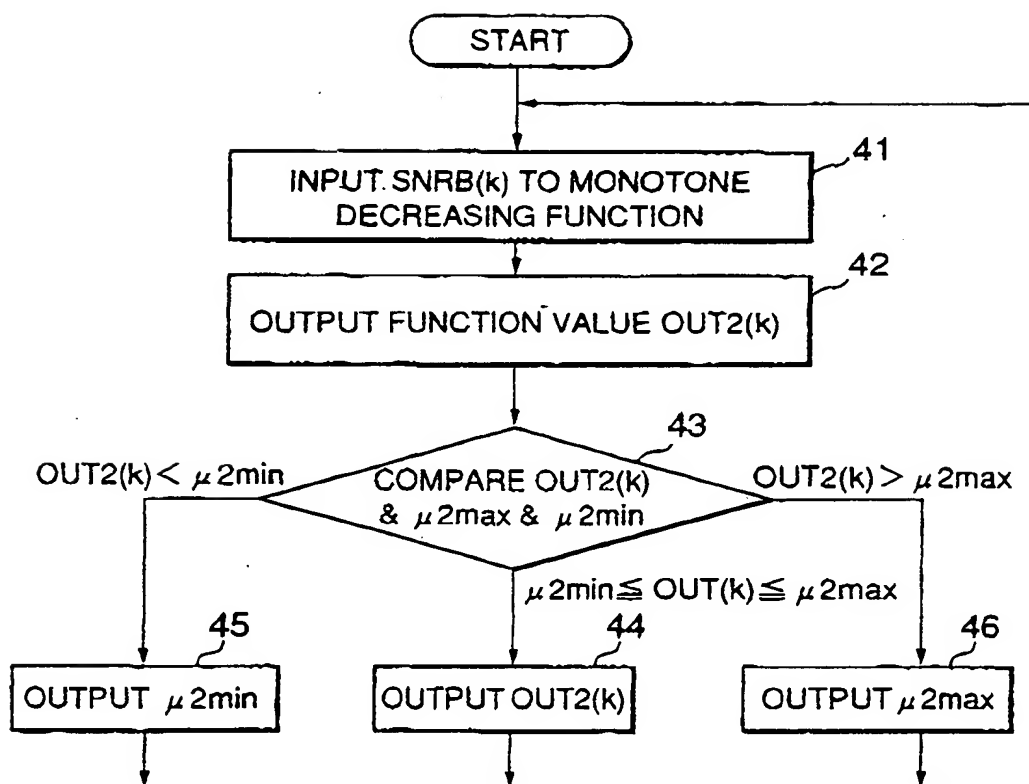 START
41
INPUT SNRB(k) TO MONOTONE
DECREASING FUNCTION
42
OUTPUT FUNCTION VALUE OUT2(k)
43
OUT2(k) < μ2min
COMPARE OUT2(k)
& μ2max & μ2min
OUT2(k) > μ2max
μ2min ≦ OUT(k) ≦ μ2max
45
OUTPUT μ2min
44
OUTPUT OUT2(k)
46
OUTPUT μ2max